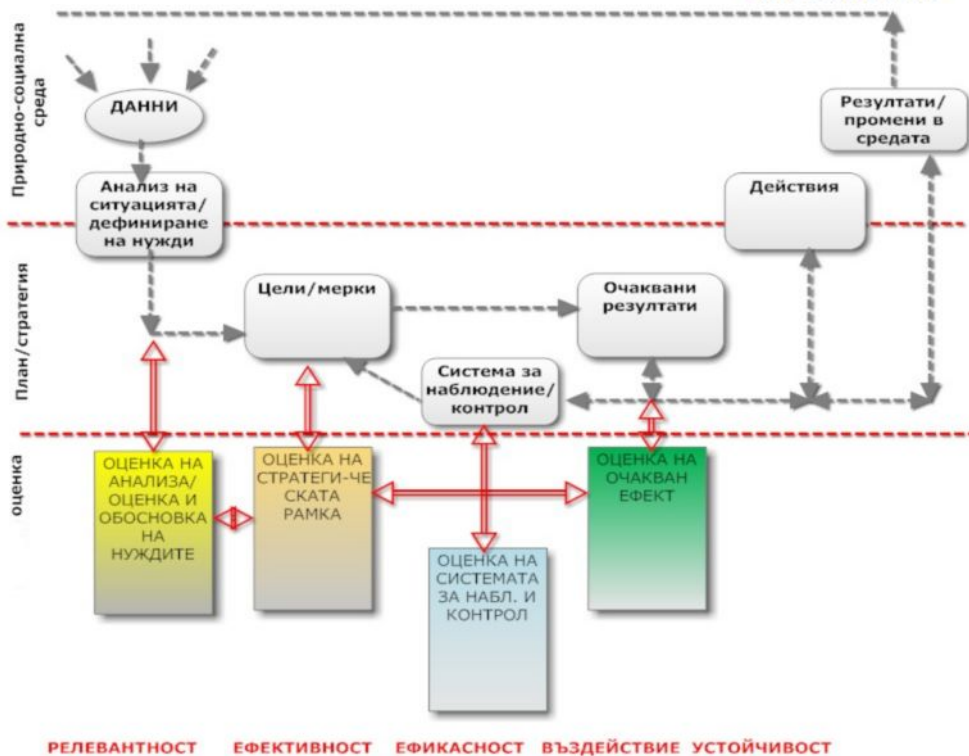 Природно-социална
среда
ДАННИ
Резултати/
промени в
средата
Анализ на
ситуацията/
дефиниране
на нужди
Действия
План/стратегия
Цели/мерки
Очаквани
резултати
Система за
наблюдение/
контрол
оценка
ОЦЕНКА НА
АНАЛИЗА/
ОЦЕНКА И
ОБОСНОВКА
НА
НУЖДИТЕ
ОЦЕНКА НА
СТРАТЕГИ-ЧЕ
СКАТА
РАМКА
ОЦЕНКА НА
ОЧАКВАН
ЕФЕКТ
ОЦЕНКА НА
СИСТЕМАТА
ЗА НАБЛ. И
КОНТРОЛ
РЕЛЕВАНТНОСТ ЕФЕКТИВНОСТ ЕФИКАСНОСТ ВЪЗДЕЙСТВИЕ УСТОЙЧИВОСТ